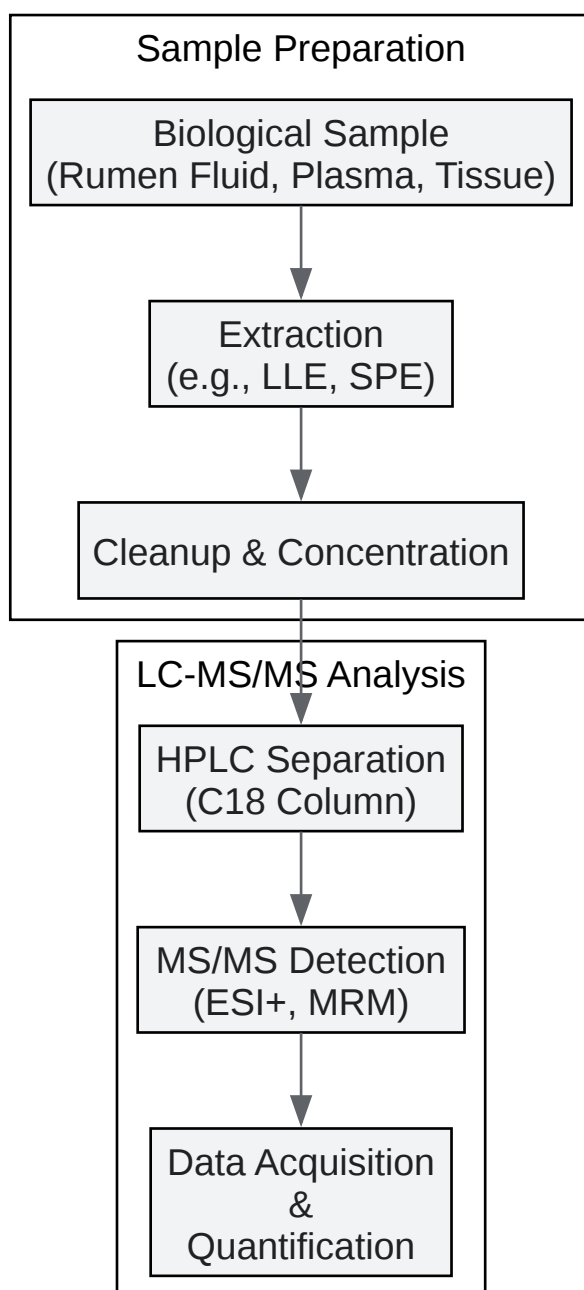 Sample Preparation
Biological Sample
(Rumen Fluid, Plasma, Tissue)
Extraction
(e.g., LLE, SPE)
Cleanup & Concentration
LC-MS/MS Analysis
HPLC Separation
(C18 Column)
MS/MS Detection
(ESI+, MRM)
Data Acquisition
&
Quantification